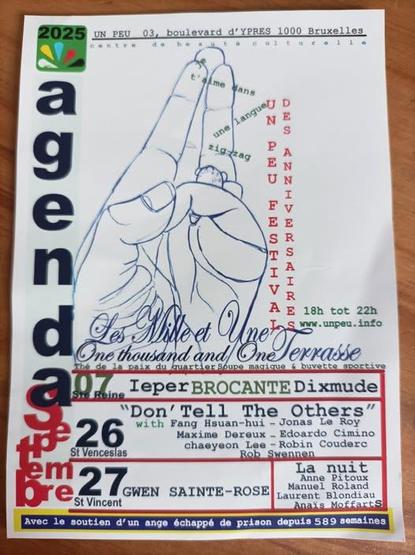 2025
UN PEU 03, boulevard d'YPRES 1000 Bruxelles
centre de beauté culturelle
agenda
je
t'aime dans
une langue
zig-zag
UN PEU FESTIVAL
DES ANNIVERSAIRES
18h tot 22h
www.unpeu.info
Les Mille et Une Terrasse
One thousand and One
Thé de la paix du quartier Soupe magique & buvette sportive
septembre
07 Ieper BROCANTE Dixmude
Ste Reine
"Don'Tell The Others"
26 with Fang Hsuan-hui - Jonas Le Roy
Maxime Dereux - Edoardo Cimino
St Venceslas chaeyeon Lee - Robin Couderc
Rob Swennen
27 GWEN SAINTE-ROSE
St Vincent
La nuit
Anne Pitoux
Manuel Roland
Laurent Blondiau
Anaïs Moffarts
Avec le soutien d'un ange échappé de prison depuis 589 semaines